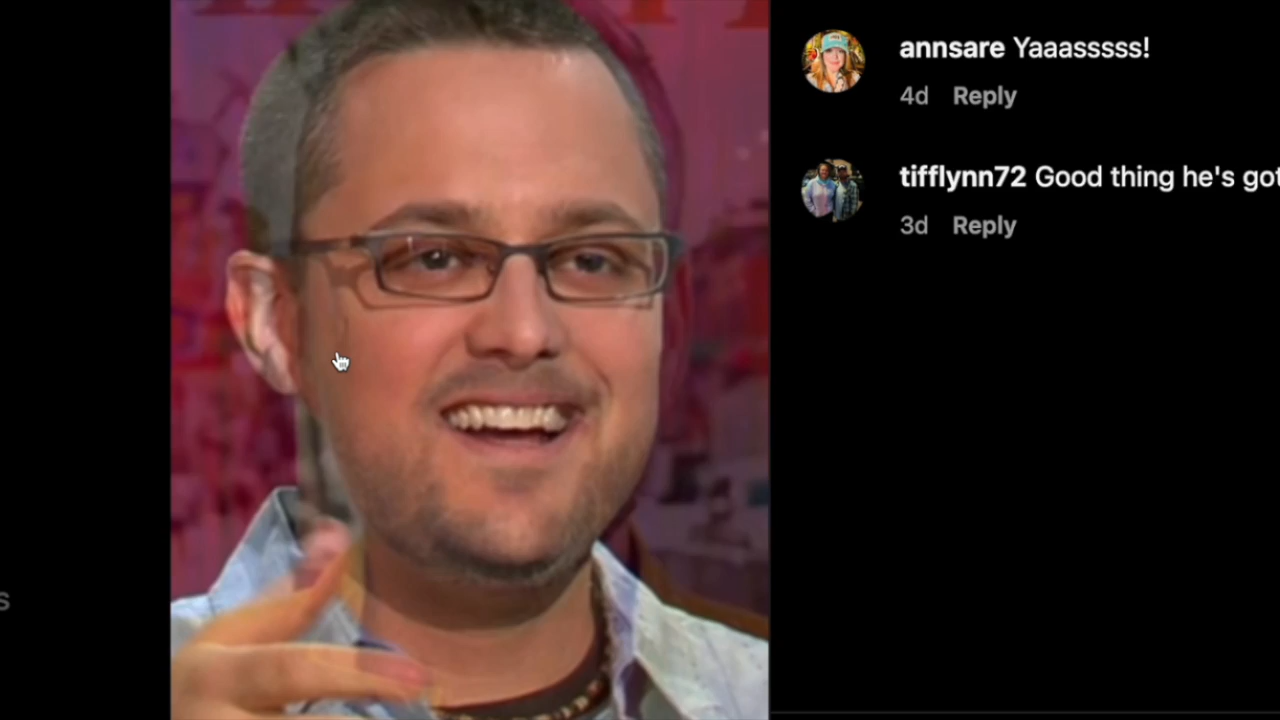 annsare Yaaasssss!
4d Reply
tifflynn72 Good thing he's got
3d Reply
s